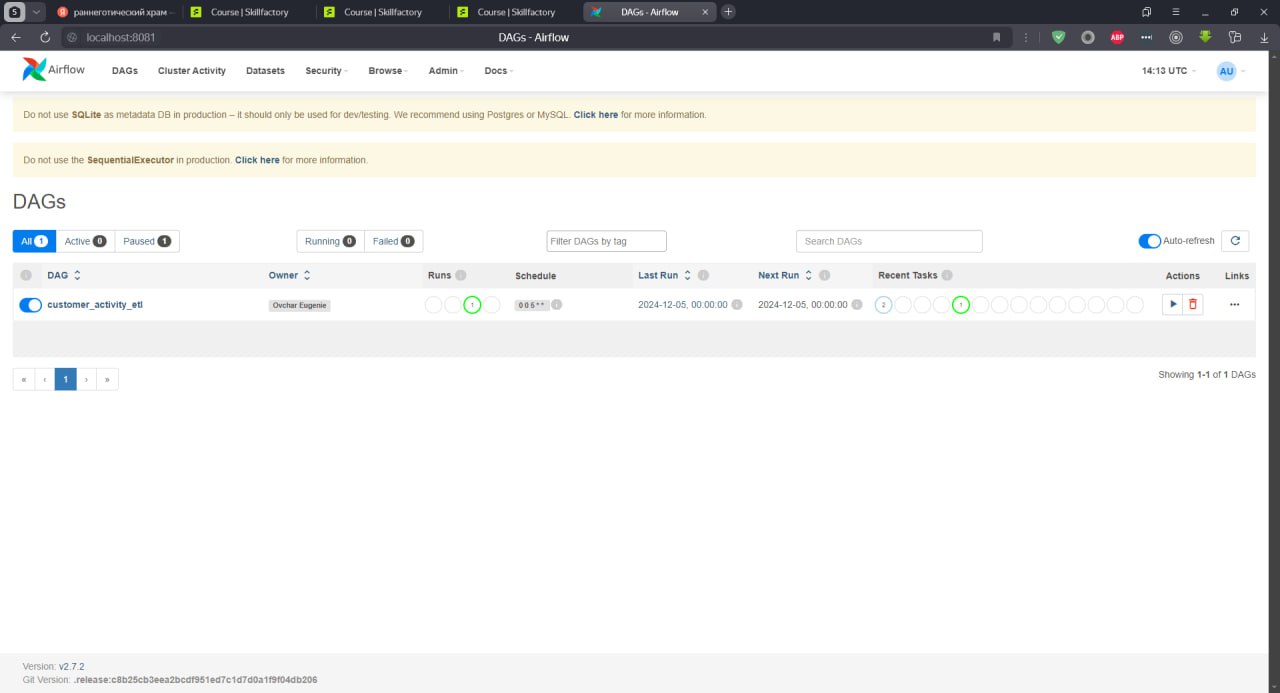 5 раннеготический храм – Course | Skillfactory Course | Skillfactory Course | Skillfactory DAGs - Airflow
localhost:8081 DAGs - Airflow ABP
Airflow DAGs Cluster Activity Datasets Security Browse Admin Docs 14:13 UTC AU
Do not use SQLite as metadata DB in production – it should only be used for dev/testing. We recommend using Postgres or MySQL. Click here for more information.
Do not use the SequentialExecutor in production. Click here for more information.
DAGs
All 1 Active 0 Paused 1 Running 0 Failed 0 Filter DAGs by tag Search DAGs Auto-refresh
DAG Owner Runs Schedule Last Run Next Run Recent Tasks Actions Links
customer_activity_etl Ovchar Eugenie 1 0 0 5 * * 2024-12-05, 00:00:00 2024-12-05, 00:00:00 2 1
« ‹ 1 › » Showing 1-1 of 1 DAGs
Version: v2.7.2
Git Version: .release:c8b25cb3eea2bcdf951ed7c1d7d0a1f9f04db206